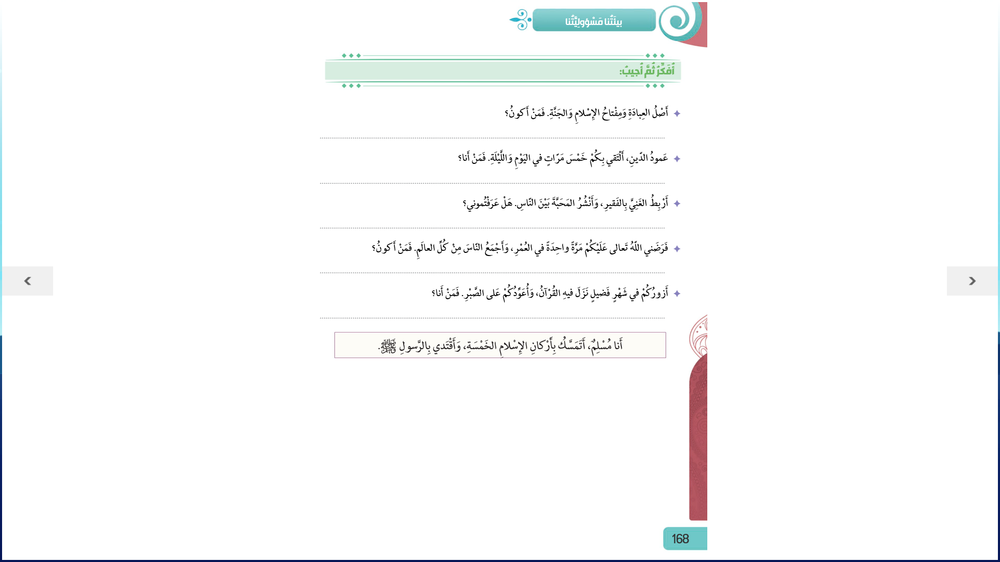 بيئَتُنا مَسْؤوليَّتُنا
أُفَكِّرُ ثُمَّ أُجيبُ:
أَصْلُ العِبادَةِ وَمِفْتاحُ الإِسْلامِ وَالجَنَّةِ. فَمَنْ أَكونُ؟
عَمودُ الدّينِ، أَلْتَقي بِكُمْ خَمْسَ مَرّاتٍ في اليَوْمِ وَاللَّيْلَةِ. فَمَنْ أَنا؟
أَرْبِطُ الغَنِيَّ بِالفَقيرِ، وَأَنْشُرُ المَحَبَّةَ بَيْنَ النّاسِ. هَلْ عَرَفْتُموني؟
فَرَضَني اللّهُ تَعالى عَلَيْكُمْ مَرَّةً واحِدَةً في العُمْرِ، وَأَجْمَعُ النّاسَ مِنْ كُلِّ العالَمِ. فَمَنْ أَكونُ؟
أَزورُكُمْ في شَهْرٍ فَضيلٍ نَزَلَ فيهِ القُرْآنُ، وَأُعَوِّدُكُمْ عَلى الصَّبْرِ. فَمَنْ أَنا؟
أَنا مُسْلِمٌ، أَتَمَسَّكُ بِأَرْكانِ الإِسْلامِ الخَمْسَةِ، وَأَقْتَدي بِالرَّسولِ ﷺ.
168